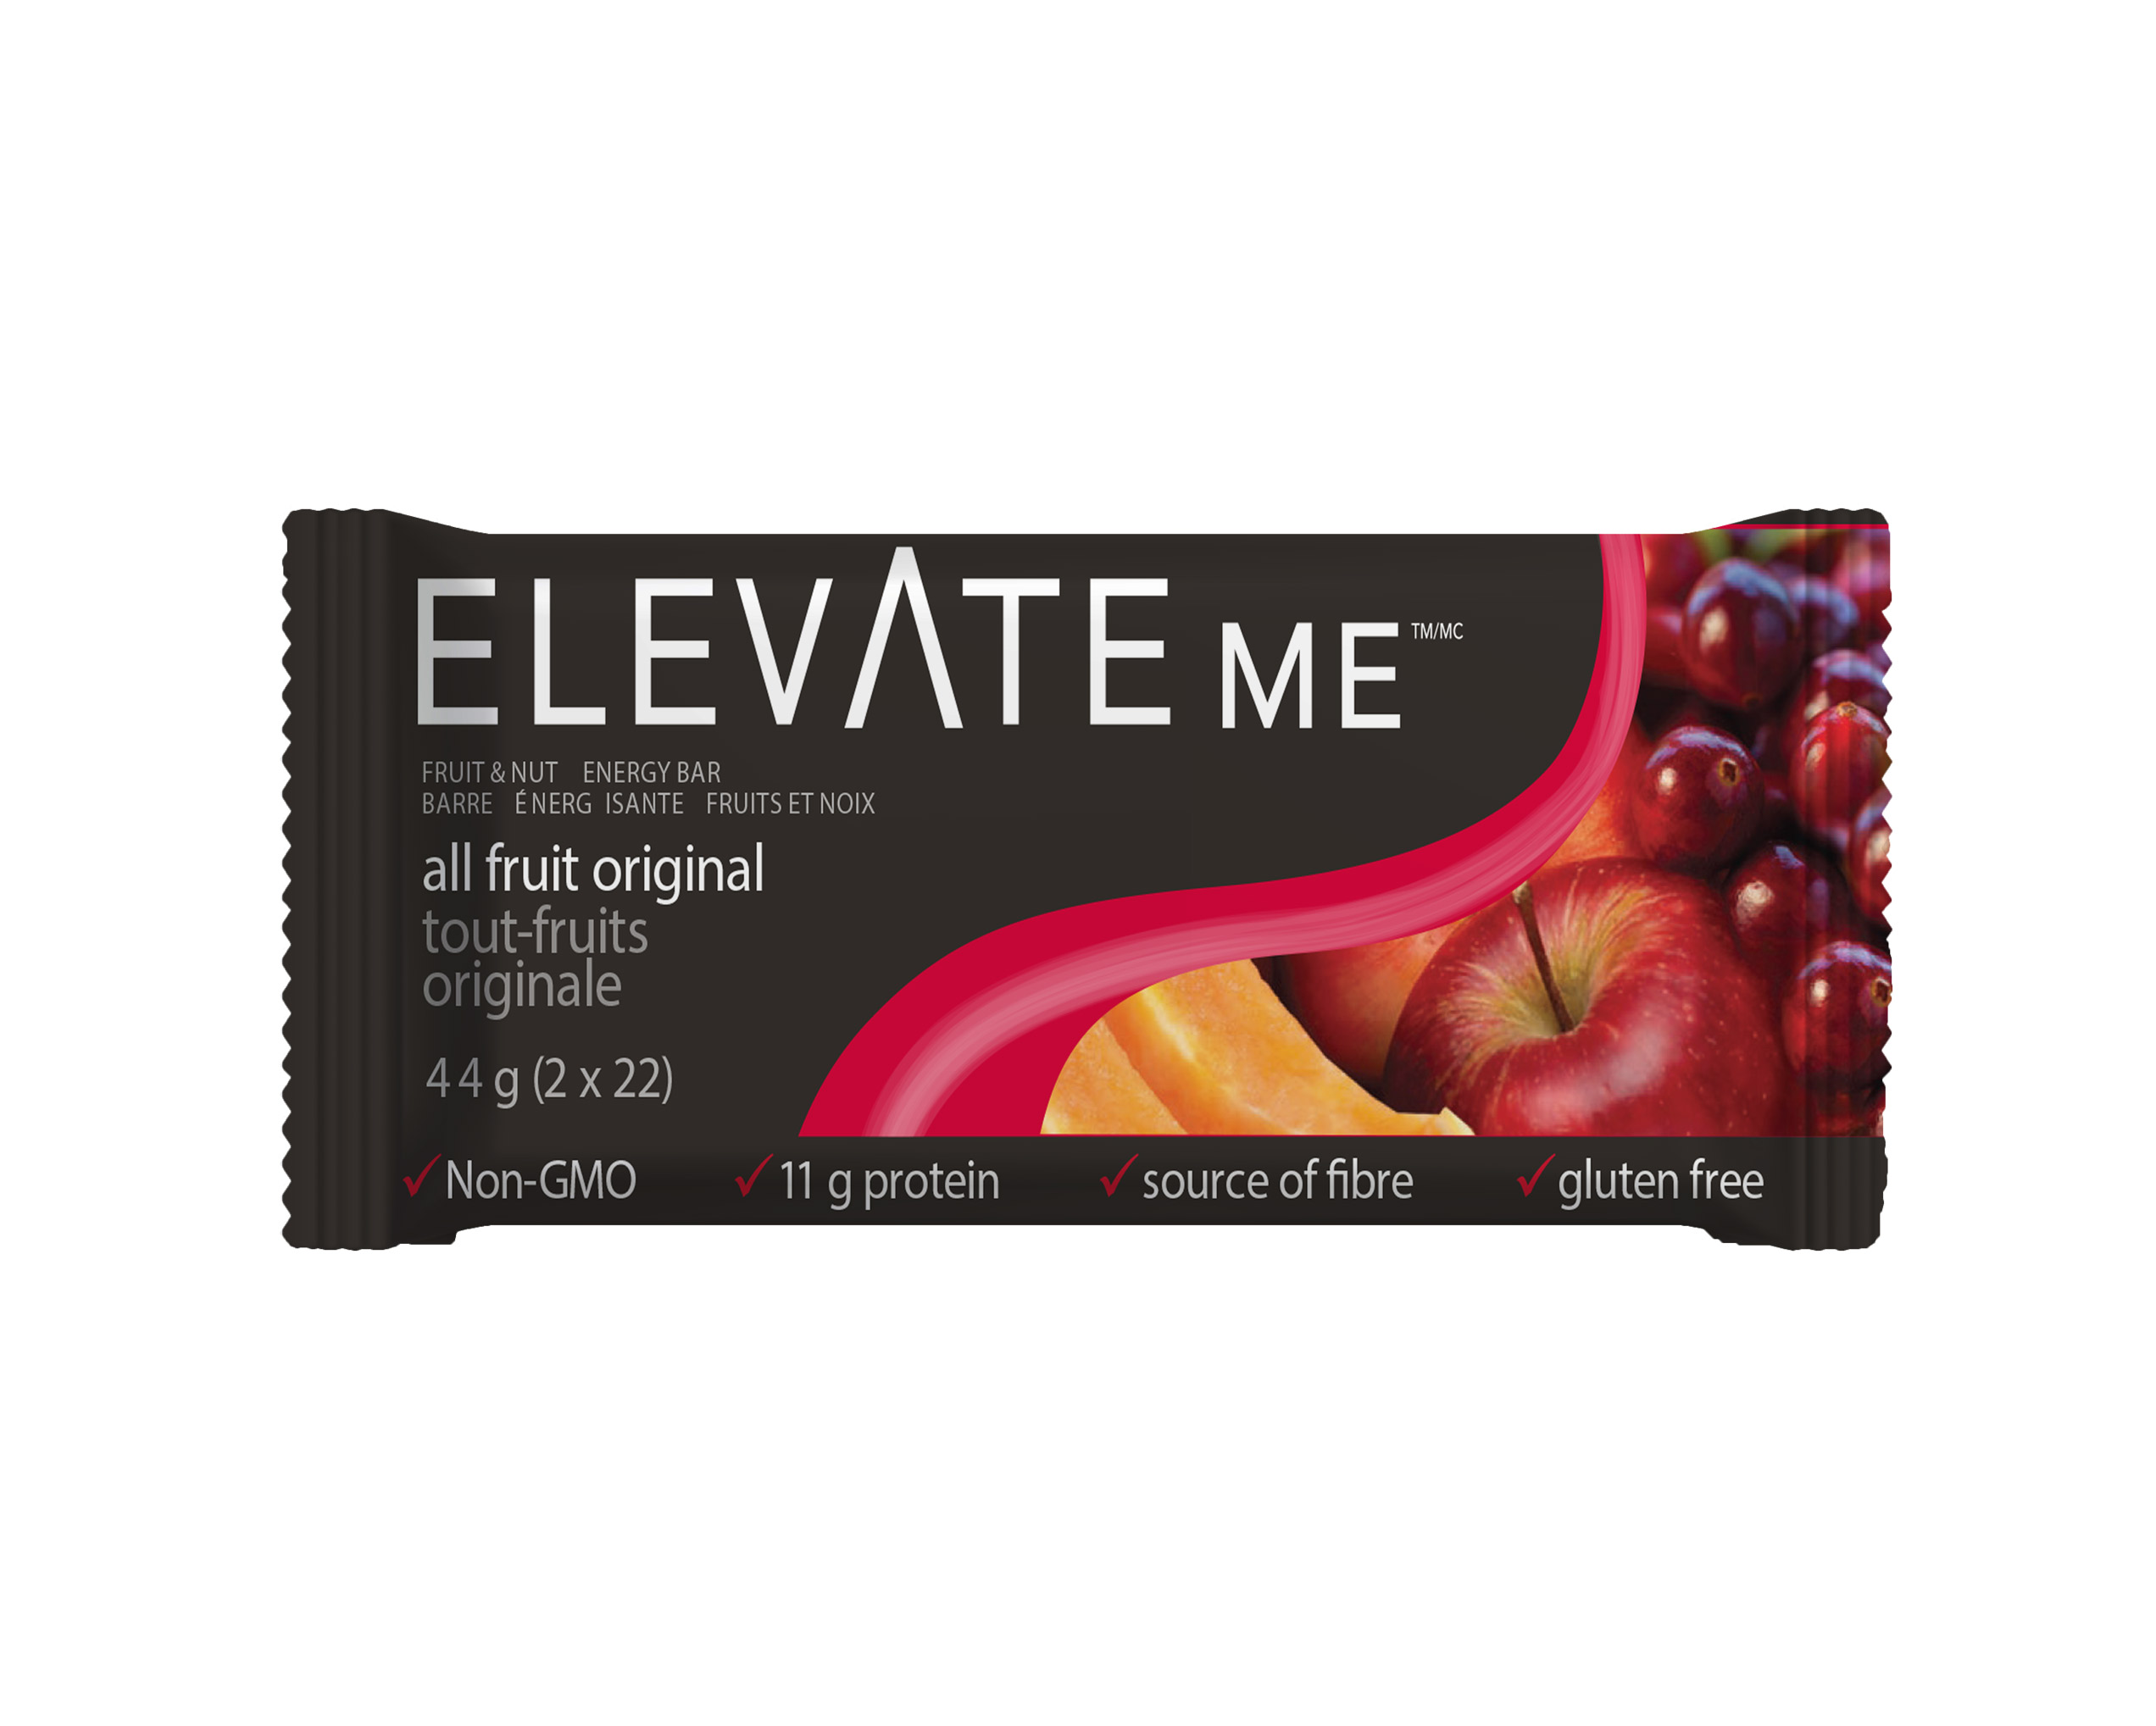 ELEVATE ME TM/MC
FRUIT & NUT ENERGY BAR
BARRE ÉNERG ISANTE FRUITS ET NOIX
all fruit original
tout-fruits
originale
44 g (2 x 22)
Non-GMO 11 g protein source of fibre gluten free